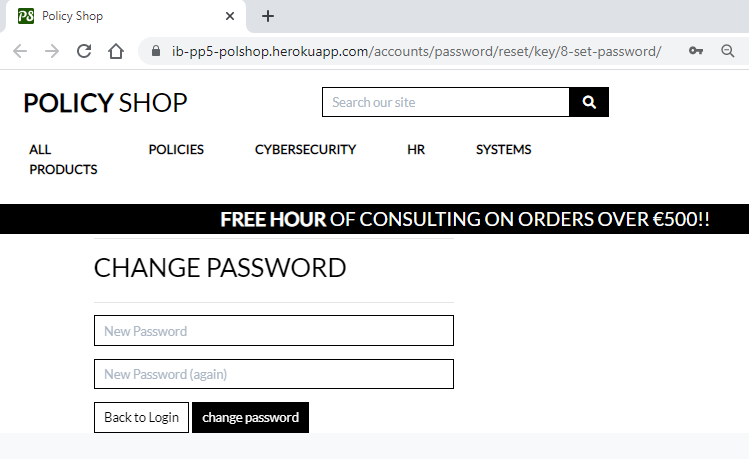 PS Policy Shop
ib-pp5-polshop.herokuapp.com/accounts/password/reset/key/8-set-password/
POLICY SHOP
Search our site
ALL PRODUCTS
POLICIES
CYBERSECURITY
HR
SYSTEMS
FREE HOUR OF CONSULTING ON ORDERS OVER €500!!
CHANGE PASSWORD
New Password
New Password (again)
Back to Login
change password